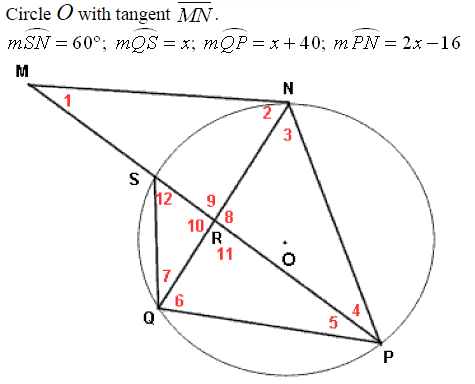 Circle O with tangent MN.
mSN = 60°; mQS = x; mQP = x + 40; mPN = 2x − 16
M
N
1
2
3
S
12
9
8
10
R
11
O
7
6
4
5
Q
P